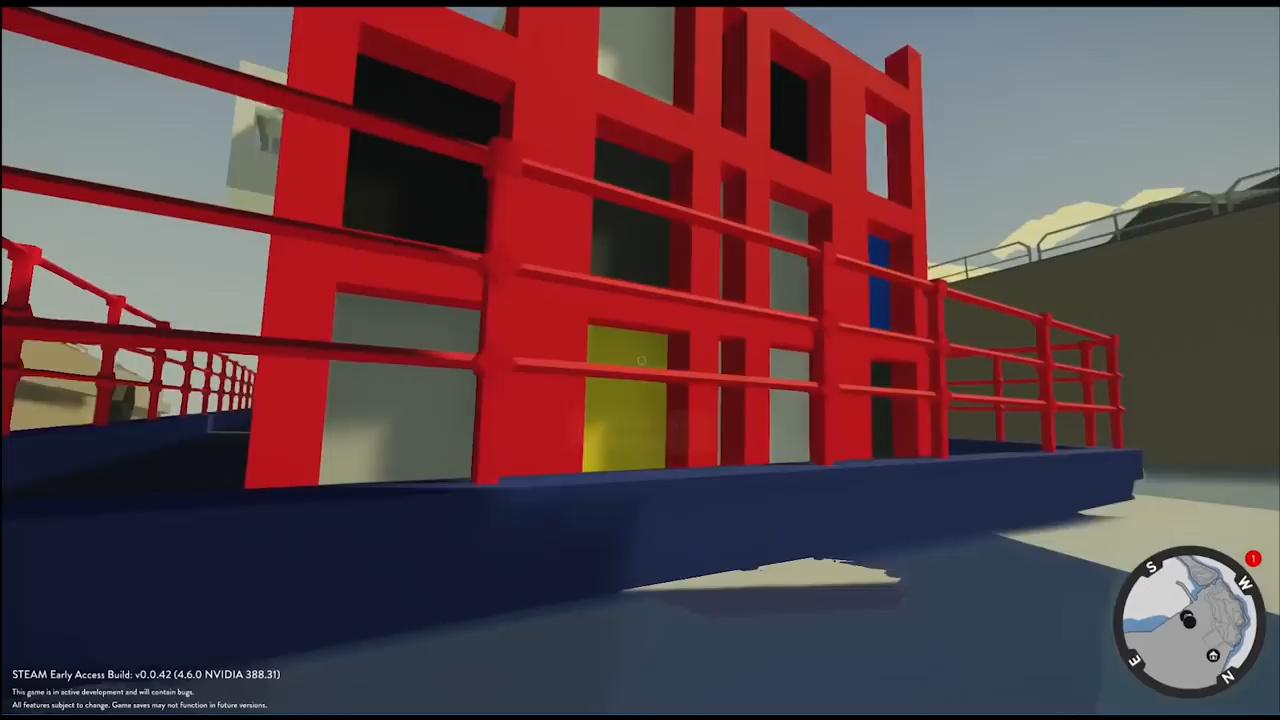 S
1
W
E
N
STEAM Early Access Build: v0.0.42 (4.6.0 NVIDIA 388.31)
This game is in active development and will contain bugs.
All features subject to change. Game saves may not function in future versions.